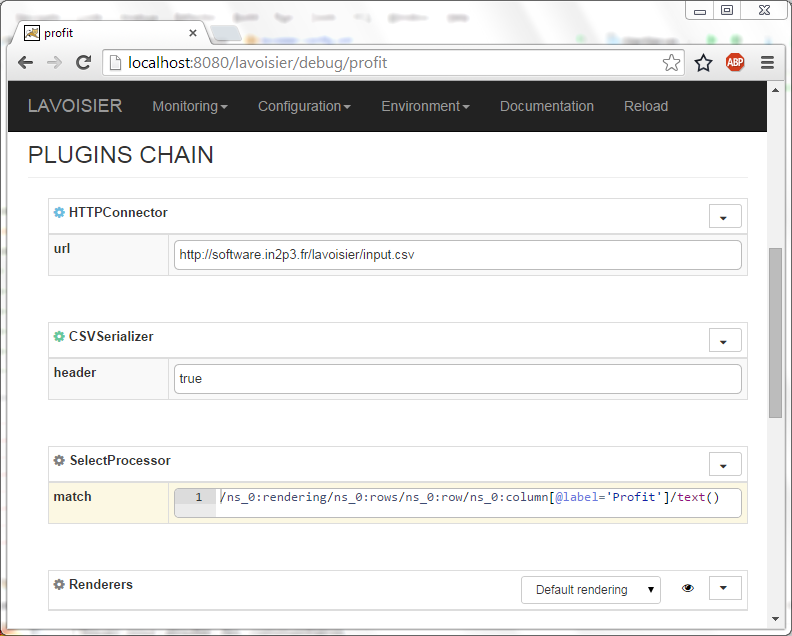 profit
localhost:8080/lavoisier/debug/profit
ABP
LAVOISIER Monitoring Configuration Environment Documentation Reload
PLUGINS CHAIN
HTTPConnector
url http://software.in2p3.fr/lavoisier/input.csv
CSVSerializer
header true
SelectProcessor
match 1 /ns_0:rendering/ns_0:rows/ns_0:row/ns_0:column[@label='Profit']/text()
Renderers Default rendering